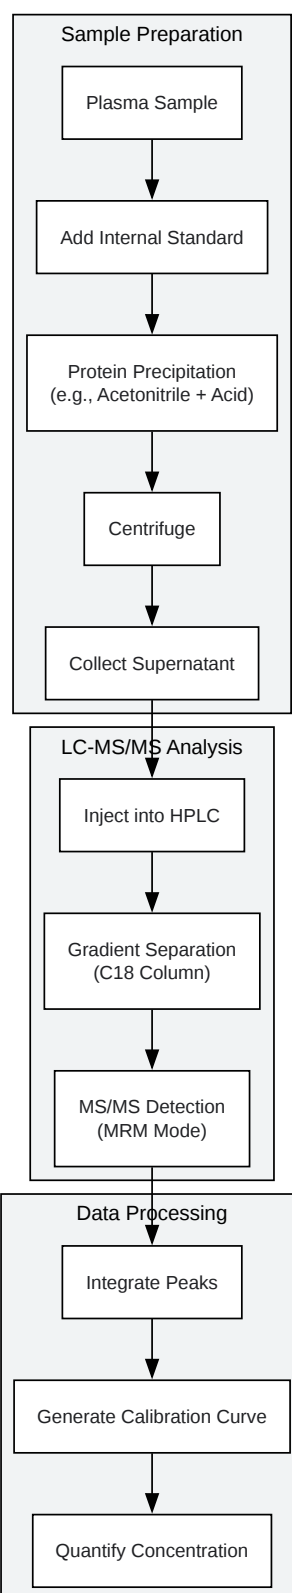 Sample Preparation
Plasma Sample
Add Internal Standard
Protein Precipitation
(e.g., Acetonitrile + Acid)
Centrifuge
Collect Supernatant
LC-MS/MS Analysis
Inject into HPLC
Gradient Separation
(C18 Column)
MS/MS Detection
(MRM Mode)
Data Processing
Integrate Peaks
Generate Calibration Curve
Quantify Concentration